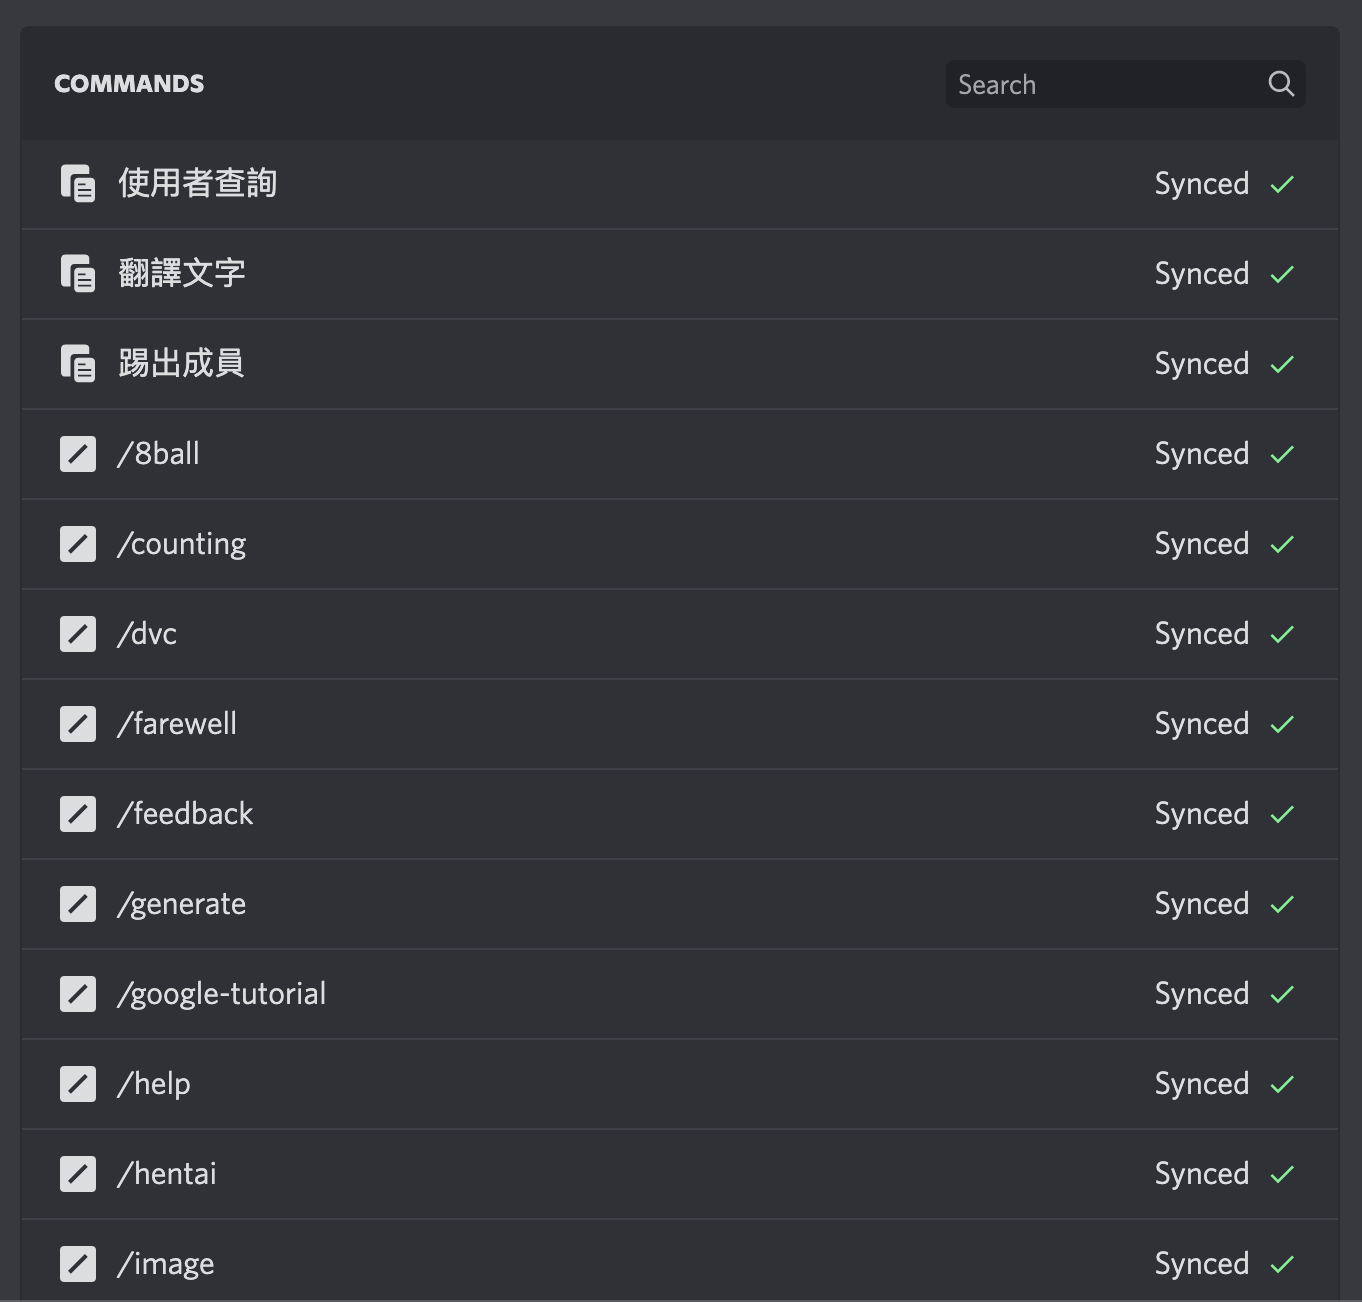 COMMANDS
Search
使用者查詢 Synced
翻譯文字 Synced
踢出成員 Synced
/8ball Synced
/counting Synced
/dvc Synced
/farewell Synced
/feedback Synced
/generate Synced
/google-tutorial Synced
/help Synced
/hentai Synced
/image Synced